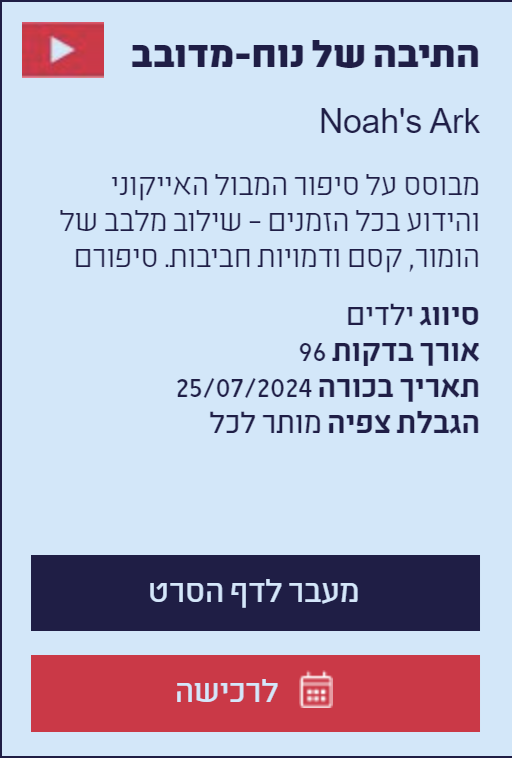 התיבה של נוח-מדובב
Noah's Ark
מבוסס על סיפור המבול האייקוני
והידוע בכל הזמנים - שילוב מלבב של
הומור, קסם ודמויות חביבות. סיפורם
סיווג ילדים
אורך בדקות 96
תאריך בכורה 25/07/2024
הגבלת צפיה מותר לכל
מעבר לדף הסרט
לרכישה